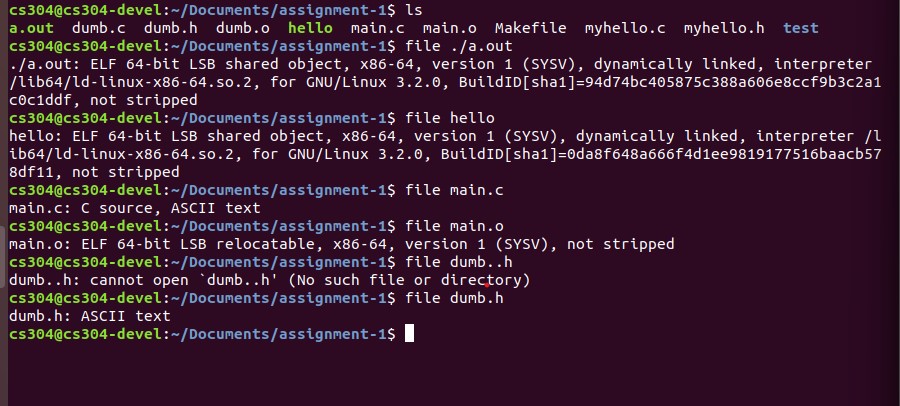 cs304@cs304-devel:~/Documents/assignment-1$ ls
a.out dumb.c dumb.h dumb.o hello main.c main.o Makefile myhello.c myhello.h test
cs304@cs304-devel:~/Documents/assignment-1$ file ./a.out
./a.out: ELF 64-bit LSB shared object, x86-64, version 1 (SYSV), dynamically linked, interpreter
/lib64/ld-linux-x86-64.so.2, for GNU/Linux 3.2.0, BuildID[sha1]=94d74bc405875c388a606e8ccf9b3c2a1
c0c1ddf, not stripped
cs304@cs304-devel:~/Documents/assignment-1$ file hello
hello: ELF 64-bit LSB shared object, x86-64, version 1 (SYSV), dynamically linked, interpreter /l
ib64/ld-linux-x86-64.so.2, for GNU/Linux 3.2.0, BuildID[sha1]=0da8f648a666f4d1ee9819177516baacb57
8df11, not stripped
cs304@cs304-devel:~/Documents/assignment-1$ file main.c
main.c: C source, ASCII text
cs304@cs304-devel:~/Documents/assignment-1$ file main.o
main.o: ELF 64-bit LSB relocatable, x86-64, version 1 (SYSV), not stripped
cs304@cs304-devel:~/Documents/assignment-1$ file dumb..h
dumb..h: cannot open `dumb..h' (No such file or directory)
cs304@cs304-devel:~/Documents/assignment-1$ file dumb.h
dumb.h: ASCII text
cs304@cs304-devel:~/Documents/assignment-1$